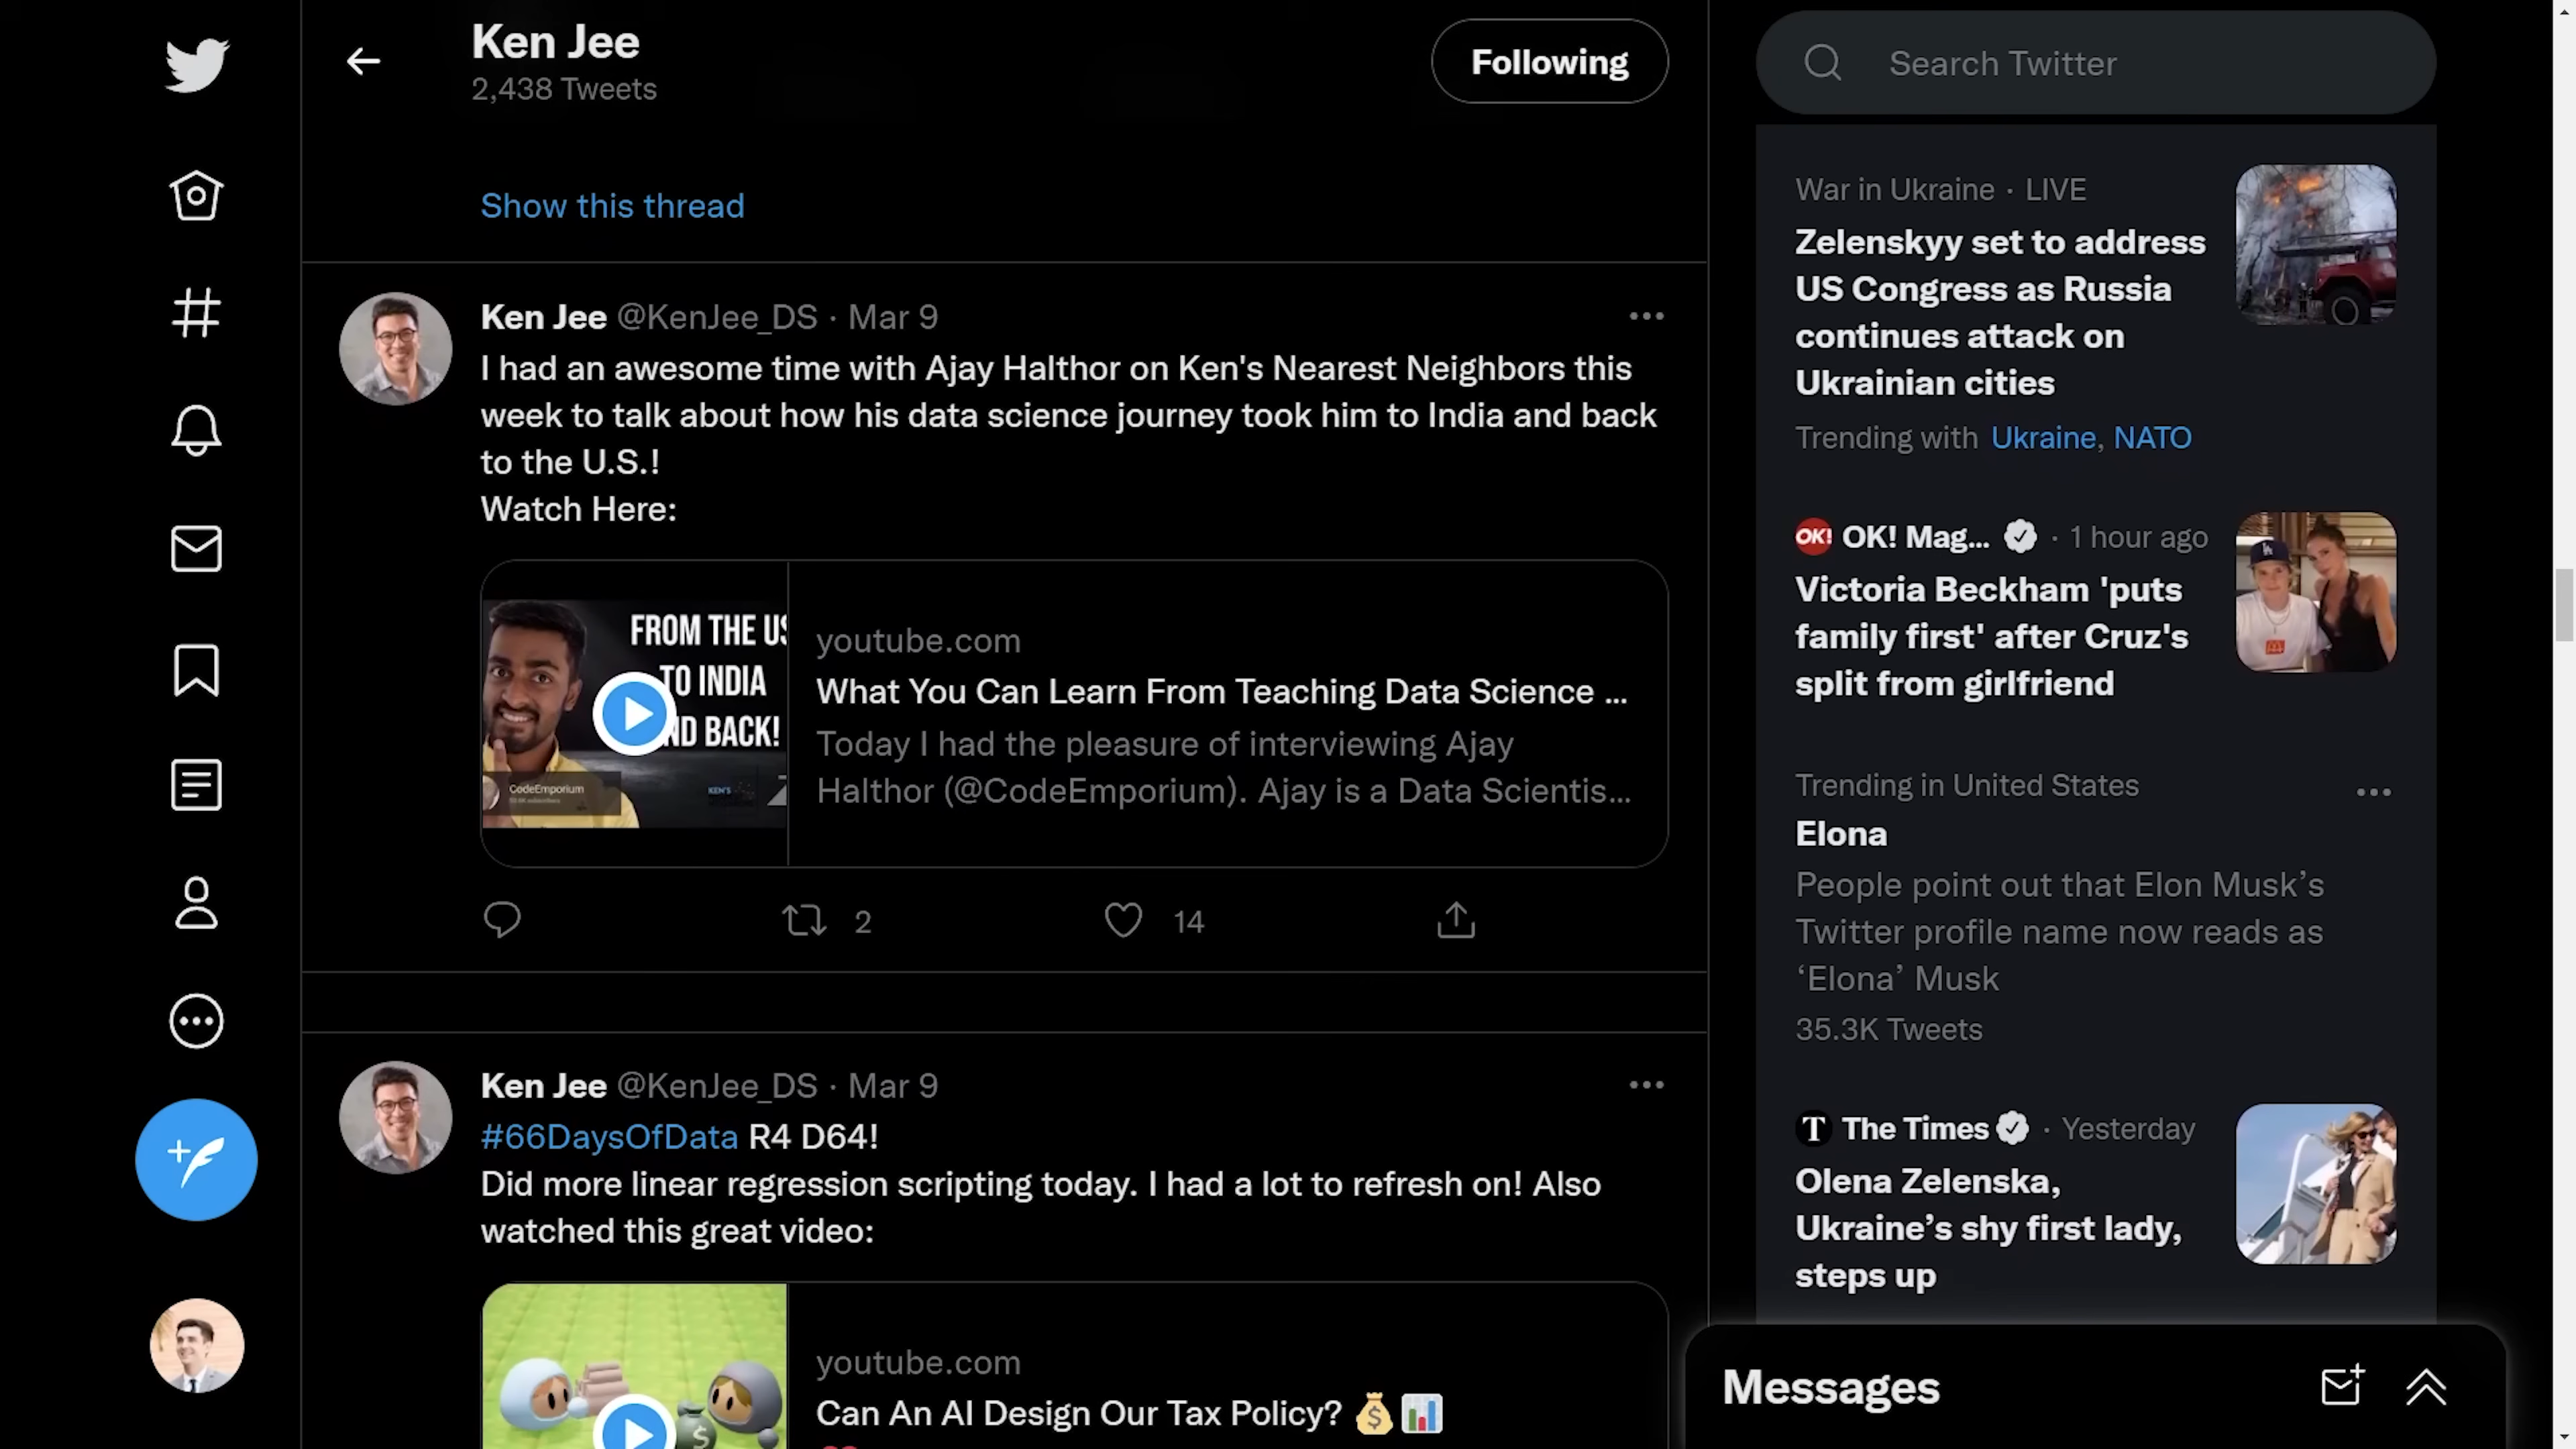 Ken Jee
2,438 Tweets
Following
Show this thread
Ken Jee @KenJee_DS · Mar 9
I had an awesome time with Ajay Halthor on Ken's Nearest Neighbors this
week to talk about how his data science journey took him to India and back
to the U.S.!
Watch Here:
FROM THE US
TO INDIA
ND BACK!
CodeEmporium
KEN'S
youtube.com
What You Can Learn From Teaching Data Science ...
Today I had the pleasure of interviewing Ajay
Halthor (@CodeEmporium). Ajay is a Data Scientis...
2
14
Ken Jee @KenJee_DS · Mar 9
#66DaysOfData R4 D64!
Did more linear regression scripting today. I had a lot to refresh on! Also
watched this great video:
youtube.com
Can An AI Design Our Tax Policy? 💰📊
Search Twitter
War in Ukraine · LIVE
Zelenskyy set to address
US Congress as Russia
continues attack on
Ukrainian cities
Trending with Ukraine, NATO
OK! OK! Mag... · 1 hour ago
Victoria Beckham 'puts
family first' after Cruz's
split from girlfriend
Trending in United States
Elona
People point out that Elon Musk’s
Twitter profile name now reads as
‘Elona’ Musk
35.3K Tweets
T The Times · Yesterday
Olena Zelenska,
Ukraine’s shy first lady,
steps up
Messages